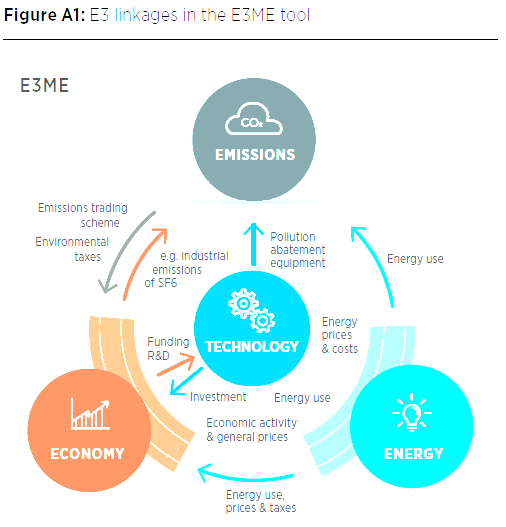 Figure A1: E3 linkages in the E3ME tool
E3ME
CO₂
EMISSIONS
Emissions trading
scheme
Environmental
taxes
e.g. industrial
emissions
of SF6
Pollution
abatement
equipment
Energy use
Funding
R&D
TECHNOLOGY
Energy
prices
& costs
Investment
Energy use
Economic activity
& general prices
ECONOMY
ENERGY
Energy use,
prices & taxes